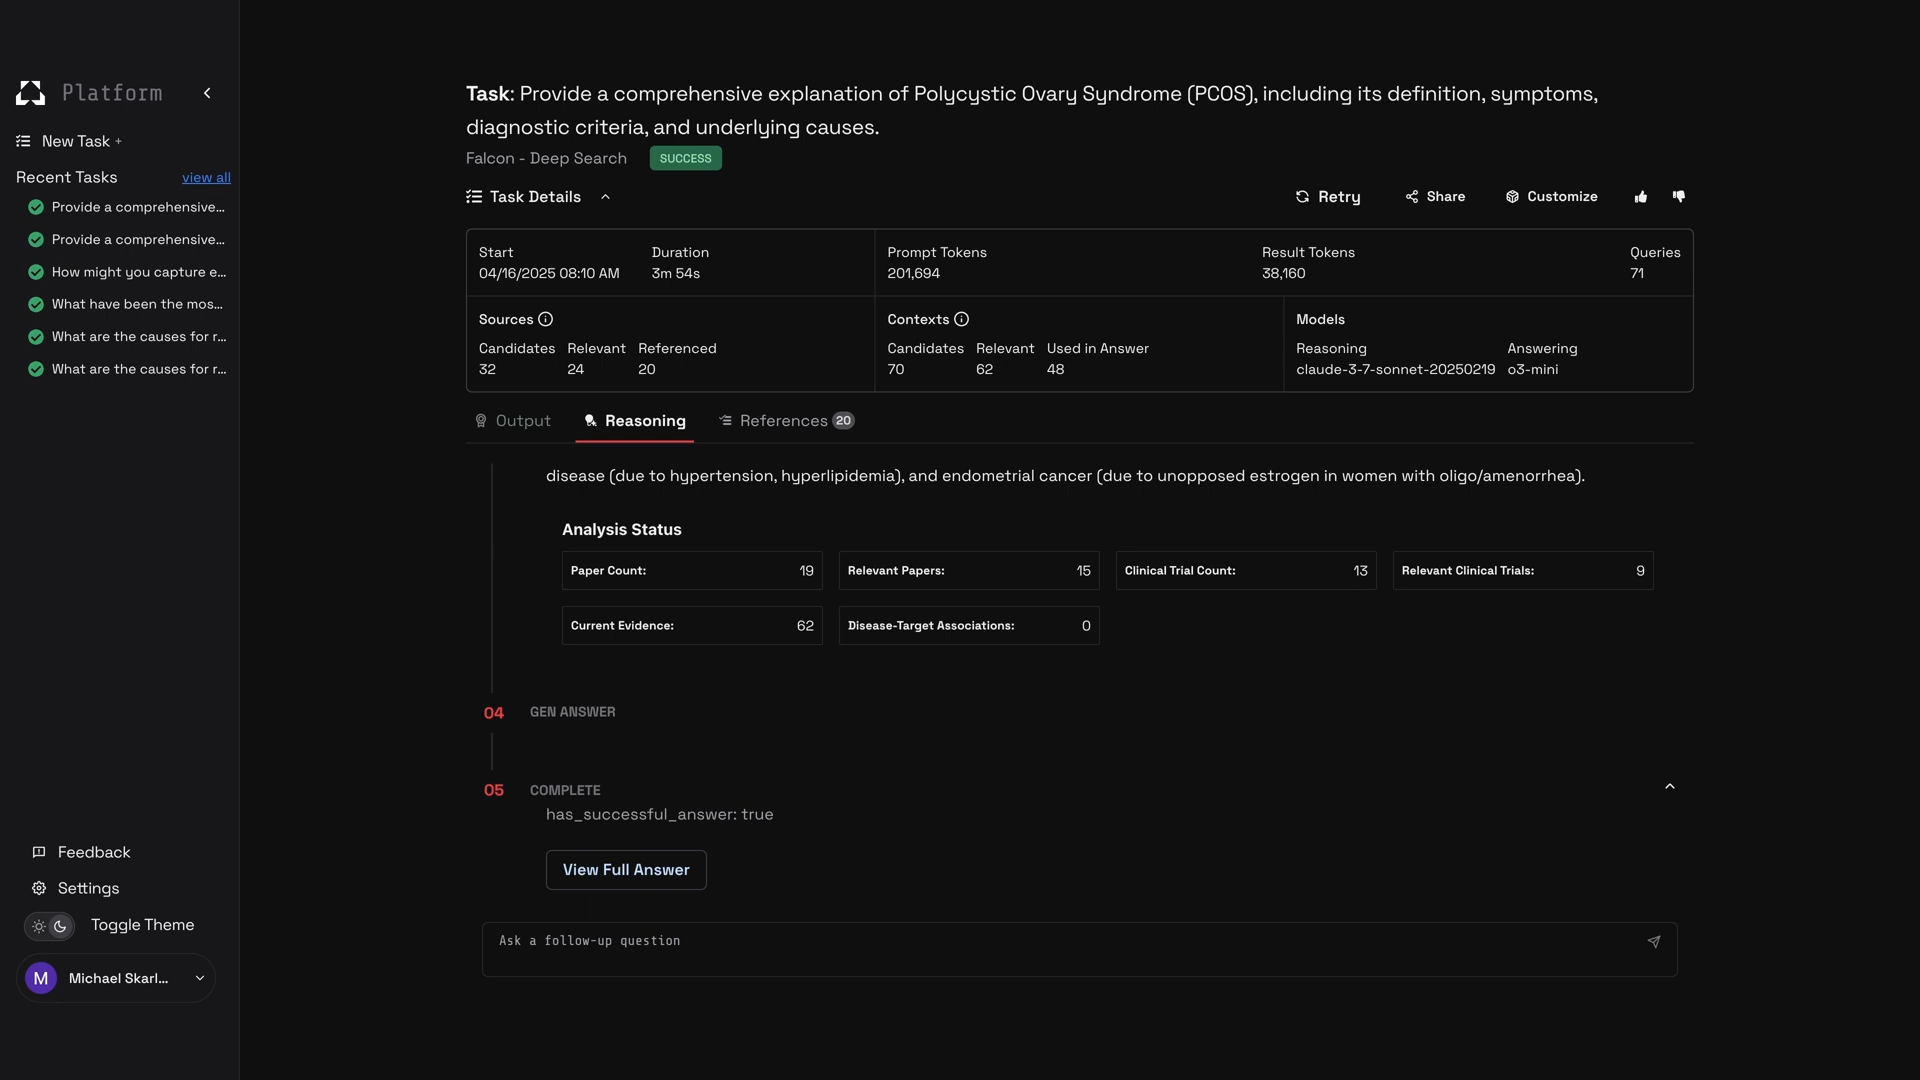 Platform
New Task +
Recent Tasks view all
Provide a comprehensive...
Provide a comprehensive...
How might you capture e...
What have been the mos...
What are the causes for r...
What are the causes for r...
Feedback
Settings
Toggle Theme
M Michael Skarl...
Task: Provide a comprehensive explanation of Polycystic Ovary Syndrome (PCOS), including its definition, symptoms,
diagnostic criteria, and underlying causes.
Falcon - Deep Search SUCCESS
Task Details Retry Share Customize
Start Duration Prompt Tokens Result Tokens Queries
04/16/2025 08:10 AM 3m 54s 201,694 38,160 71
Sources Contexts Models
Candidates Relevant Referenced Candidates Relevant Used in Answer Reasoning Answering
32 24 20 70 62 48 claude-3-7-sonnet-20250219 o3-mini
Output Reasoning References 20
disease (due to hypertension, hyperlipidemia), and endometrial cancer (due to unopposed estrogen in women with oligo/amenorrhea).
Analysis Status
Paper Count: 19 Relevant Papers: 15 Clinical Trial Count: 13 Relevant Clinical Trials: 9
Current Evidence: 62 Disease-Target Associations: 0
04 GEN ANSWER
05 COMPLETE
has_successful_answer: true
View Full Answer
Ask a follow-up question